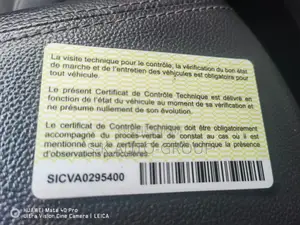 La visite technique pour le contrôle, la vérification du bon état
de marche et de l'entretien des véhicules est obligatoire pour
tout véhicule.
Le présent Certificat de Contrôle Technique est délivré en
fonction de l'état du véhicule au moment de sa vérification et
ne présume nullement de son évolution.
Le certificat de Contrôle Technique doit être obligatoirement
accompagné du procès-verbal de constat au cas où il est
mentionné sur le certificat de contrôle technique la présence
d'observations particulières.
SICVA0295400
HUAWEI Mate 40 Pro
Ultra Vision Cine Camera | LEICA